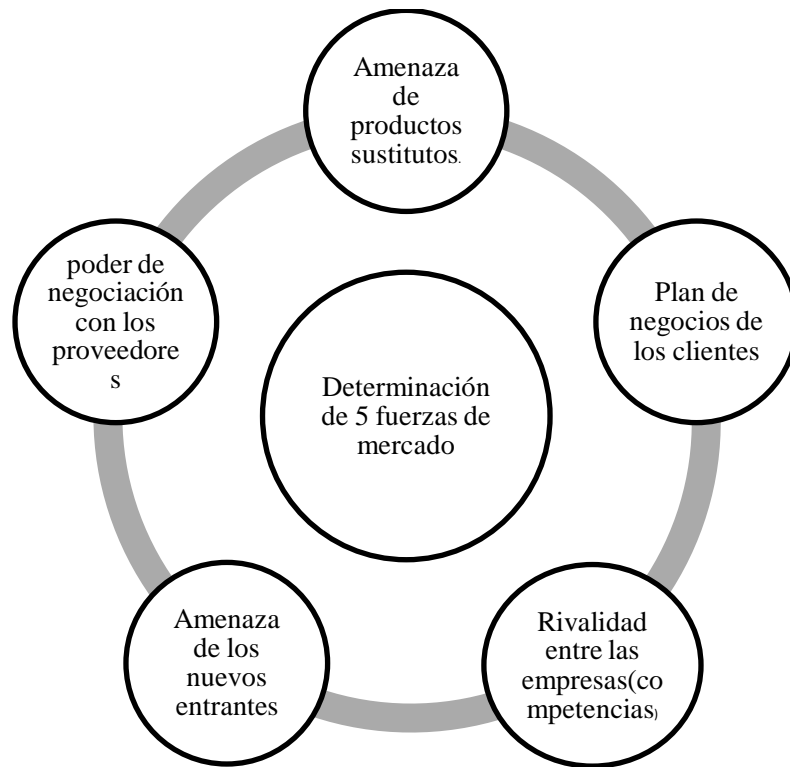 Amenaza
de
productos
sustitutos.
Plan de
negocios de
los clientes
Rivalidad
entre las
empresas(co
mpetencias)
Amenaza
de los
nuevos
entrantes
poder de
negociación
con los
proveedore
s
Determinación
de 5 fuerzas de
mercado